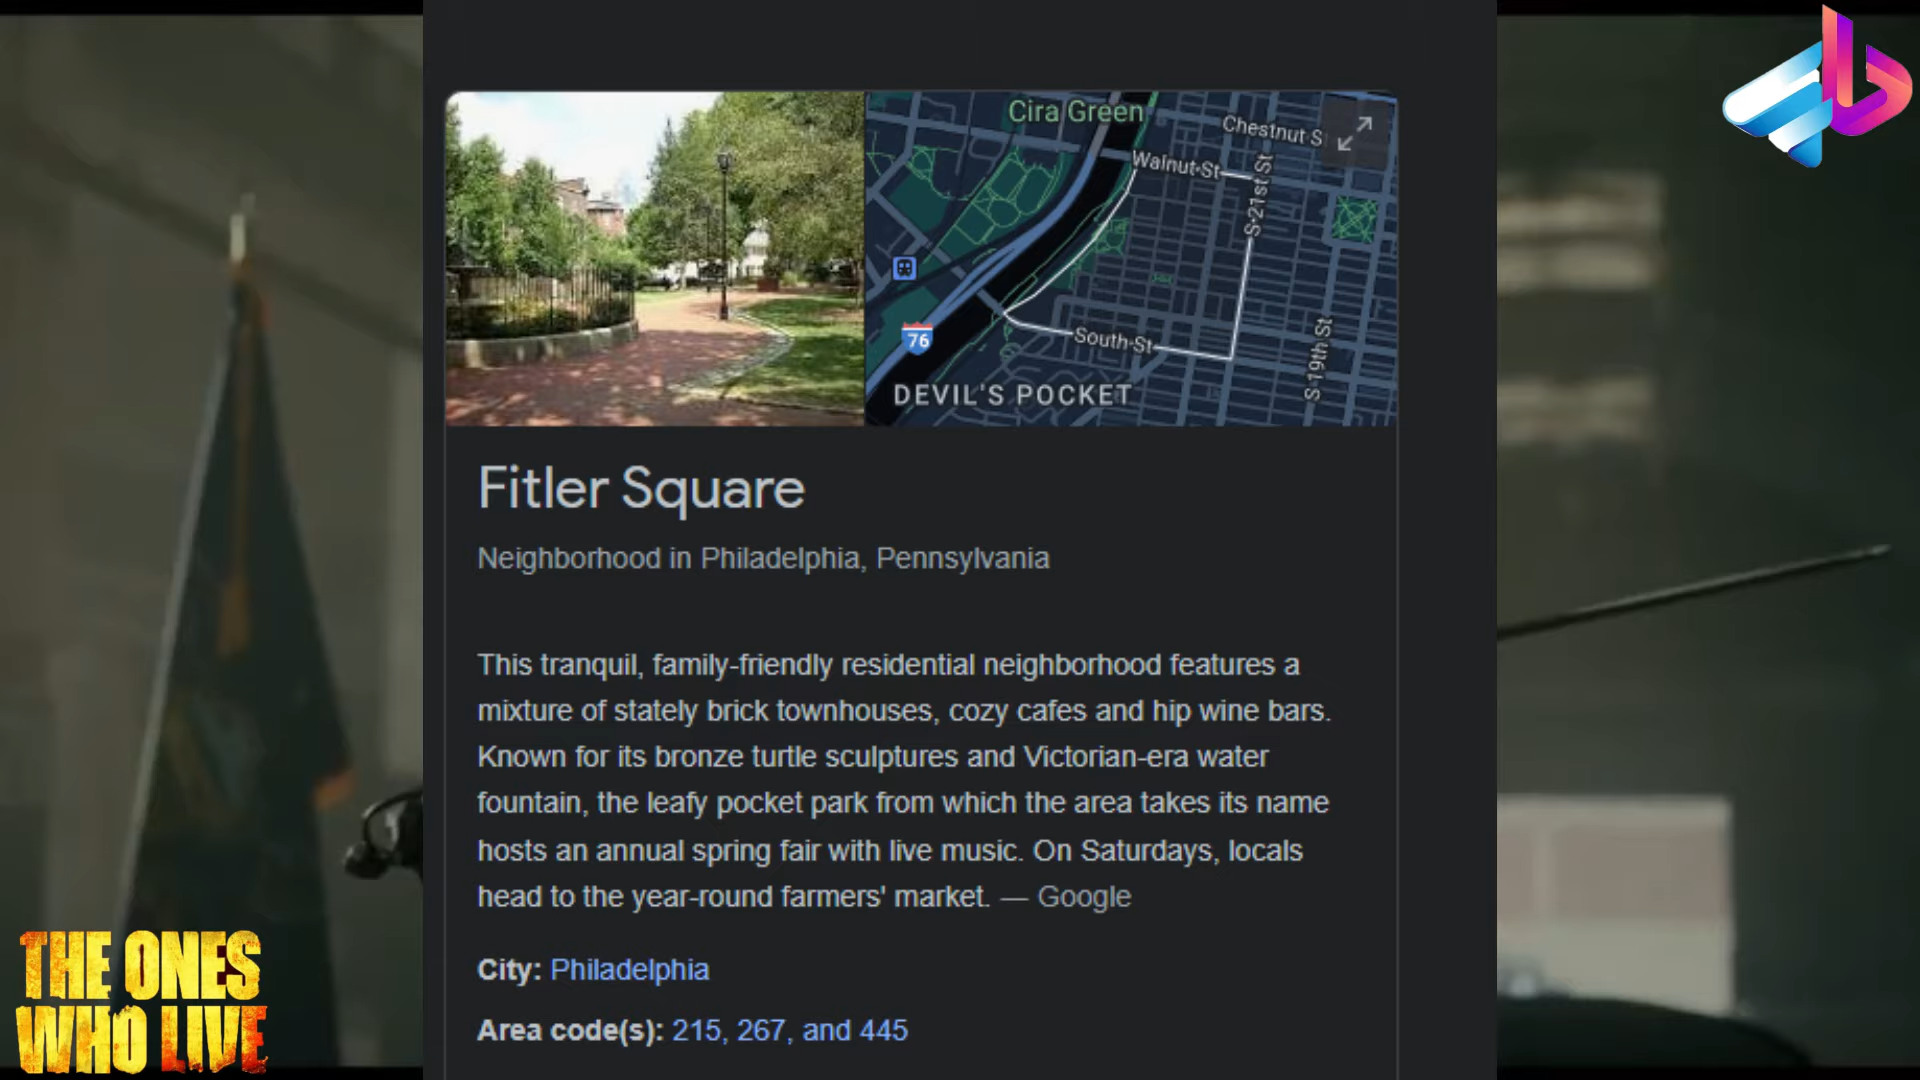 Cira Green
Chestnut S
Walnut St
S 21st St
76
South St
S 19th St
DEVIL'S POCKET
Fitler Square
Neighborhood in Philadelphia, Pennsylvania
This tranquil, family-friendly residential neighborhood features a
mixture of stately brick townhouses, cozy cafes and hip wine bars.
Known for its bronze turtle sculptures and Victorian-era water
fountain, the leafy pocket park from which the area takes its name
hosts an annual spring fair with live music. On Saturdays, locals
head to the year-round farmers' market. — Google
City: Philadelphia
Area code(s): 215, 267, and 445
THE ONES
WHO LIVE